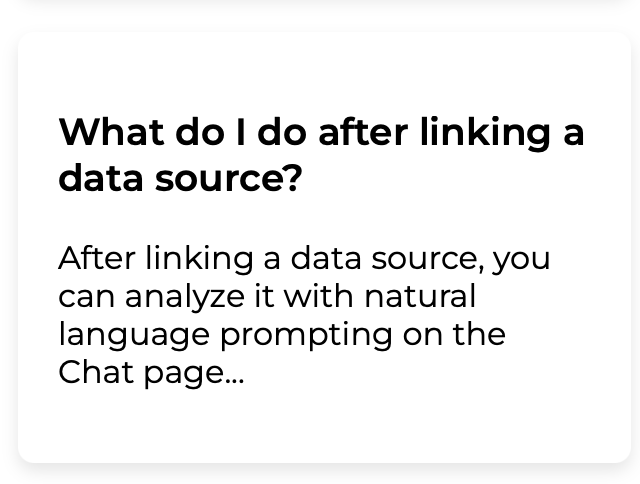 What do I do after linking a
data source?
After linking a data source, you
can analyze it with natural
language prompting on the
Chat page...